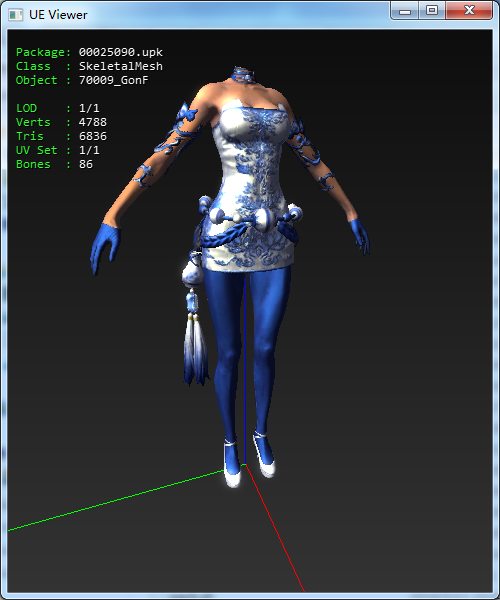 UE Viewer
Package: 00025090.upk
Class : SkeletalMesh
Object : 70009_GonF
LOD : 1/1
Verts : 4788
Tris : 6836
UV Set : 1/1
Bones : 86